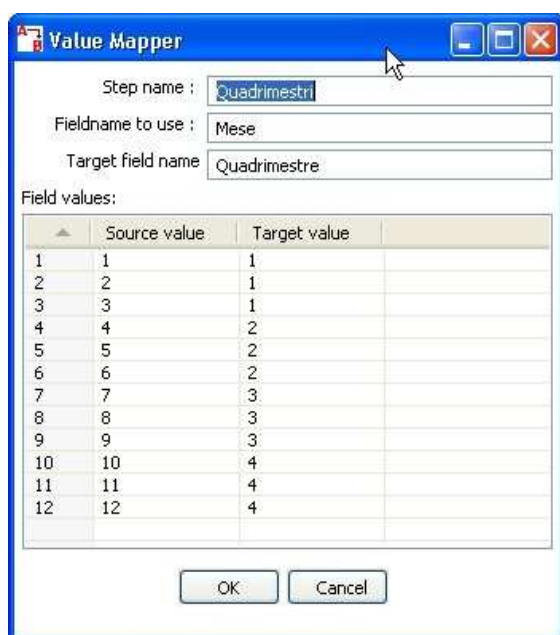 Value Mapper
Step name : Quadrimestri
Fieldname to use : Mese
Target field name Quadrimestre
Field values:
Source value Target value
1 1 1
2 2 1
3 3 1
4 4 2
5 5 2
6 6 2
7 7 3
8 8 3
9 9 3
10 10 4
11 11 4
12 12 4
OK Cancel